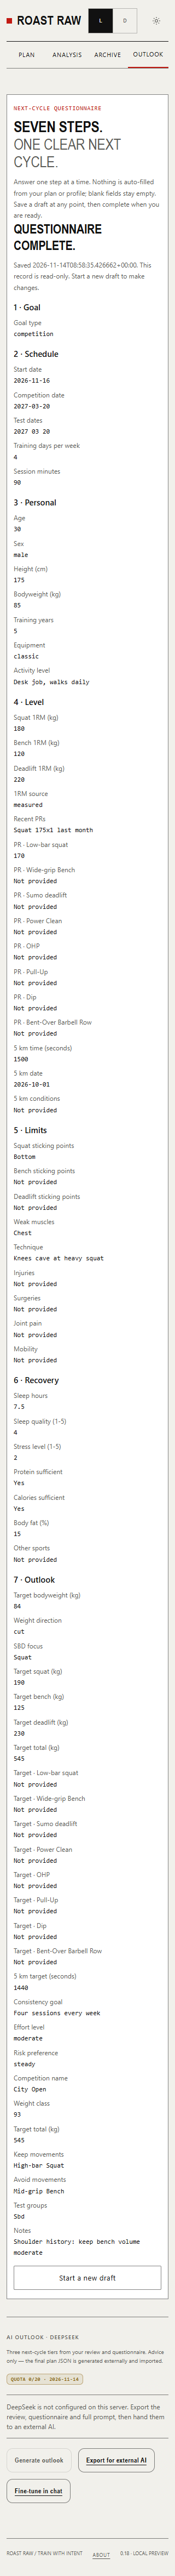 ROAST RAW
L
D
PLAN
ANALYSIS
ARCHIVE
OUTLOOK
NEXT-CYCLE QUESTIONNAIRE
SEVEN STEPS.
ONE CLEAR NEXT
CYCLE.
Answer one step at a time. Nothing is auto-filled
from your plan or profile; blank fields stay empty.
Save a draft at any point, then complete when you
are ready.
QUESTIONNAIRE
COMPLETE.
Saved 2026-11-14T08:58:35.426662+00:00. This
record is read-only. Start a new draft to make
changes.
1 · Goal
Goal type
competition
2 · Schedule
Start date
2026-11-16
Competition date
2027-03-20
Test dates
2027 03 20
Training days per week
4
Session minutes
90
3 · Personal
Age
30
Sex
male
Height (cm)
175
Bodyweight (kg)
85
Training years
5
Equipment
classic
Activity level
Desk job, walks daily
4 · Level
Squat 1RM (kg)
180
Bench 1RM (kg)
120
Deadlift 1RM (kg)
220
1RM source
measured
Recent PRs
Squat 175x1 last month
PR · Low-bar squat
170
PR · Wide-grip Bench
Not provided
PR · Sumo deadlift
Not provided
PR · Power Clean
Not provided
PR · OHP
Not provided
PR · Pull-Up
Not provided
PR · Dip
Not provided
PR · Bent-Over Barbell Row
Not provided
5 km time (seconds)
1500
5 km date
2026-10-01
5 km conditions
Not provided
5 · Limits
Squat sticking points
Bottom
Bench sticking points
Not provided
Deadlift sticking points
Not provided
Weak muscles
Chest
Technique
Knees cave at heavy squat
Injuries
Not provided
Surgeries
Not provided
Joint pain
Not provided
Mobility
Not provided
6 · Recovery
Sleep hours
7.5
Sleep quality (1-5)
4
Stress level (1-5)
2
Protein sufficient
Yes
Calories sufficient
Yes
Body fat (%)
15
Other sports
Not provided
7 · Outlook
Target bodyweight (kg)
84
Weight direction
cut
SBD focus
Squat
Target squat (kg)
190
Target bench (kg)
125
Target deadlift (kg)
230
Target total (kg)
545
Target · Low-bar squat
Not provided
Target · Wide-grip Bench
Not provided
Target · Sumo deadlift
Not provided
Target · Power Clean
Not provided
Target · OHP
Not provided
Target · Pull-Up
Not provided
Target · Dip
Not provided
Target · Bent-Over Barbell Row
Not provided
5 km target (seconds)
1440
Consistency goal
Four sessions every week
Effort level
moderate
Risk preference
steady
Competition name
City Open
Weight class
93
Target total (kg)
545
Keep movements
High-bar Squat
Avoid movements
Mid-grip Bench
Test groups
Sbd
Notes
Shoulder history: keep bench volume
moderate
Start a new draft
AI OUTLOOK · DEEPSEEK
Three next-cycle tiers from your review and questionnaire. Advice
only — the final plan JSON is generated externally and imported.
QUOTA 0/20 · 2026-11-14
DeepSeek is not configured on this server. Export the
review, questionnaire and full prompt, then hand them
to an external AI.
Generate outlook
Export for external AI
Fine-tune in chat
ROAST RAW / TRAIN WITH INTENT
ABOUT
0.18 · LOCAL PREVIEW